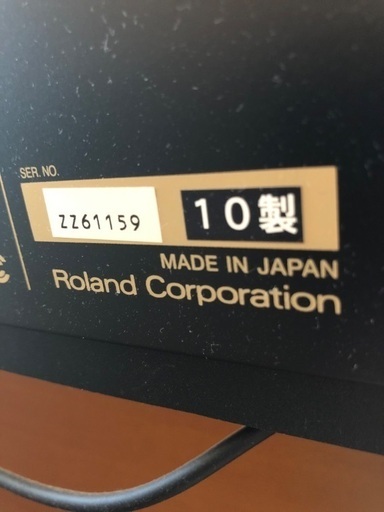 SER. NO.
ZZ61159 10製
MADE IN JAPAN
Roland Corporation